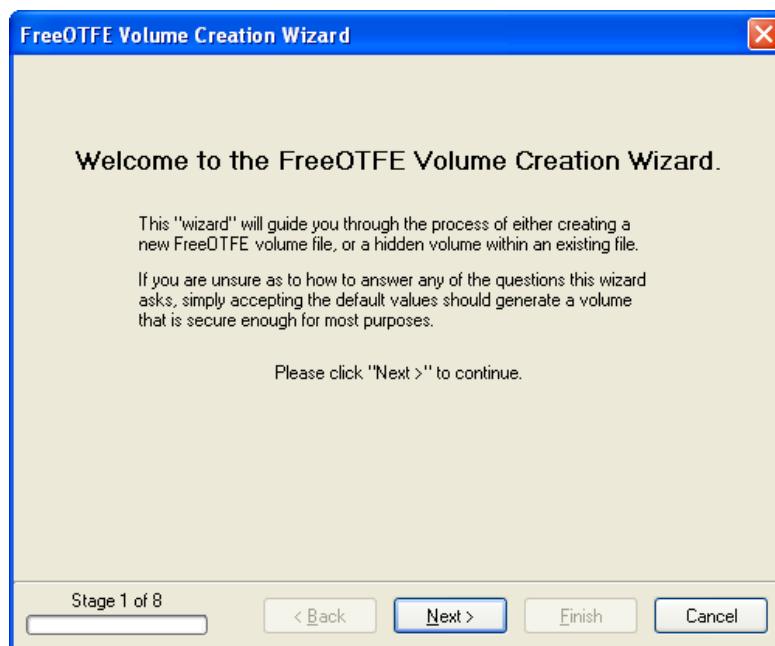 FreeOTFE Volume Creation Wizard
Welcome to the FreeOTFE Volume Creation Wizard.
This "wizard" will guide you through the process of either creating a
new FreeOTFE volume file, or a hidden volume within an existing file.
If you are unsure as to how to answer any of the questions this wizard
asks, simply accepting the default values should generate a volume
that is secure enough for most purposes.
Please click "Next >" to continue.
Stage 1 of 8
< Back
Next >
Finish
Cancel